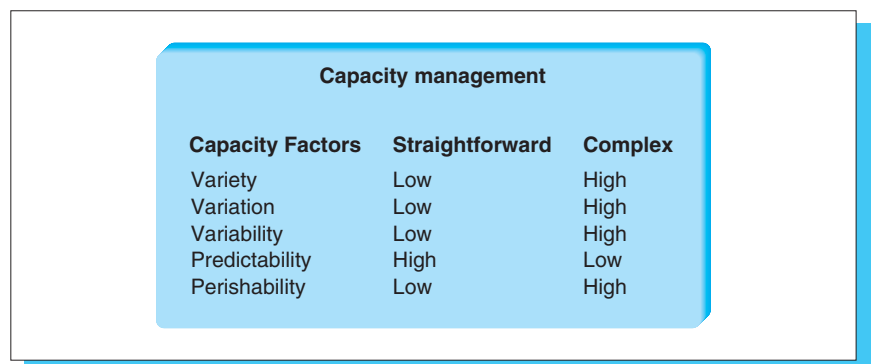 Capacity management
Capacity Factors Straightforward Complex
Variety Low High
Variation Low High
Variability Low High
Predictability High Low
Perishability Low High